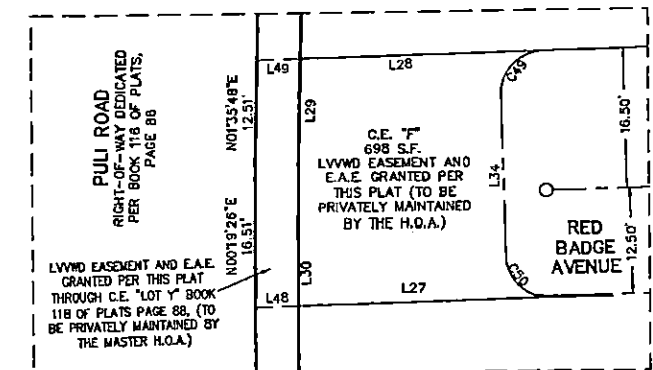 PULI ROAD
RIGHT-OF-WAY DEDICATED
PER BOOK 116 OF PLATS,
PAGE 88
LVVWD EASEMENT AND E.A.E.
GRANTED PER THIS PLAT
THROUGH C.E. "LOT Y" BOOK
118 OF PLATS PAGE 88, (TO
BE PRIVATELY MAINTAINED BY
THE MASTER H.O.A.)
N01°35'48"E
12.51'
N00°19'26"E
16.51'
L49
L48
L29
L30
L28
L27
C.E. "F"
698 S.F.
LVVWD EASEMENT AND
E.A.E. GRANTED PER
THIS PLAT (TO BE
PRIVATELY MAINTAINED
BY THE H.O.A.)
C49
L34
C50
RED
BADGE
AVENUE
16.50'
12.50'